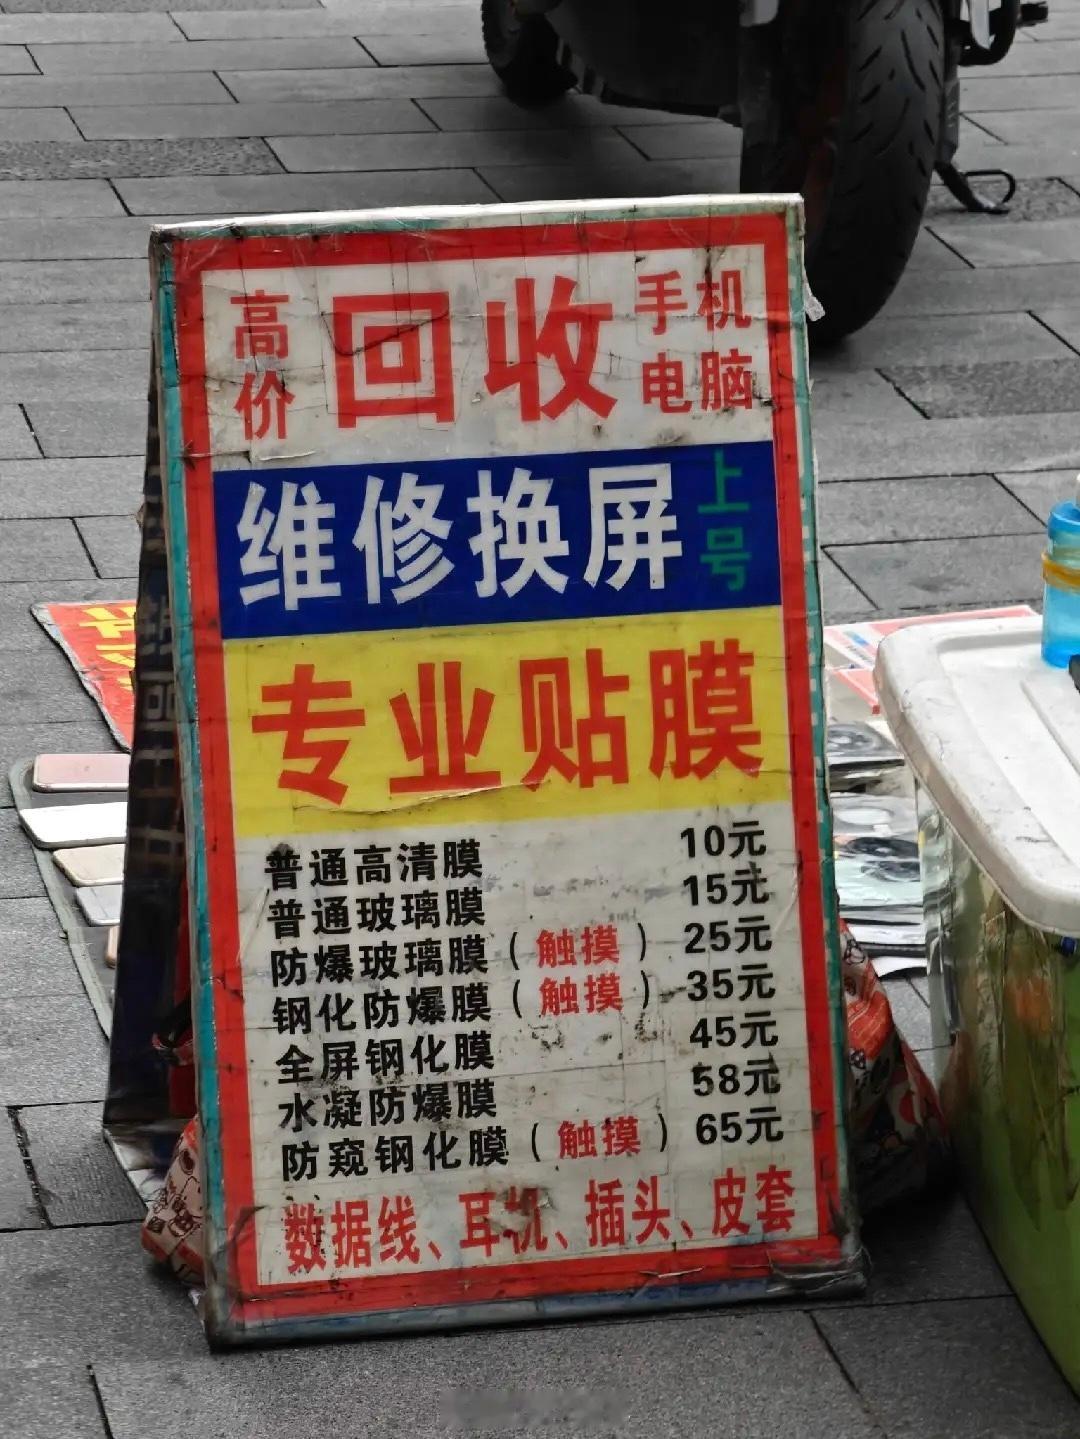 高价 回收 手机电脑
维修换屏 上号
专业贴膜
普通高清膜 10元
普通玻璃膜 15元
防爆玻璃膜(触摸) 25元
钢化防爆膜(触摸) 35元
全屏钢化膜 45元
水凝防爆膜 58元
防窥钢化膜(触摸) 65元
数据线、耳机、插头、皮套